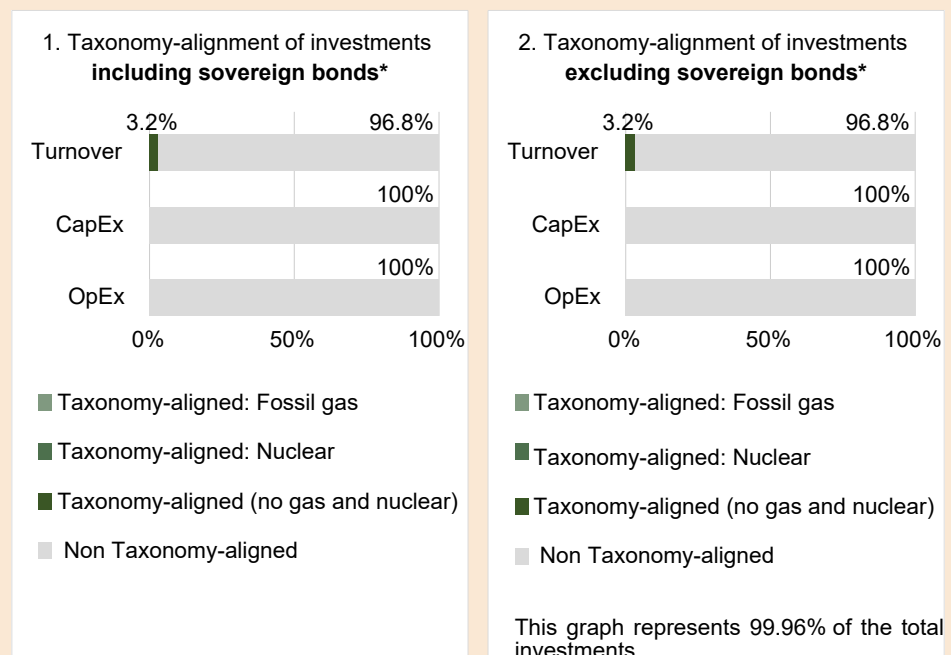 1. Taxonomy-alignment of investments
including sovereign bonds*
3.2% 96.8%
Turnover
100%
CapEx
100%
OpEx
0% 50% 100%
Taxonomy-aligned: Fossil gas
Taxonomy-aligned: Nuclear
Taxonomy-aligned (no gas and nuclear)
Non Taxonomy-aligned
2. Taxonomy-alignment of investments
excluding sovereign bonds*
3.2% 96.8%
Turnover
100%
CapEx
100%
OpEx
0% 50% 100%
Taxonomy-aligned: Fossil gas
Taxonomy-aligned: Nuclear
Taxonomy-aligned (no gas and nuclear)
Non Taxonomy-aligned
This graph represents 99.96% of the total
investments